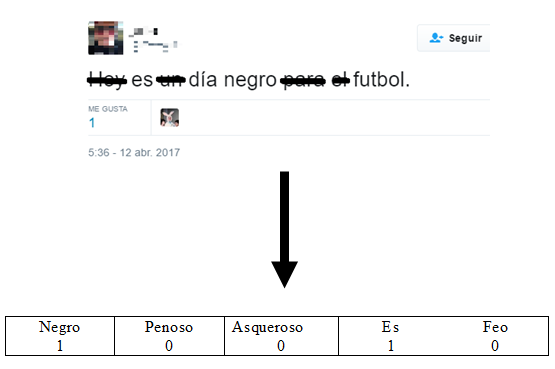 Seguir
Hoy es un día negro para el futbol.
ME GUSTA
1
5:36 - 12 abr. 2017
Negro Penoso Asqueroso Es Feo
1 0 0 1 0